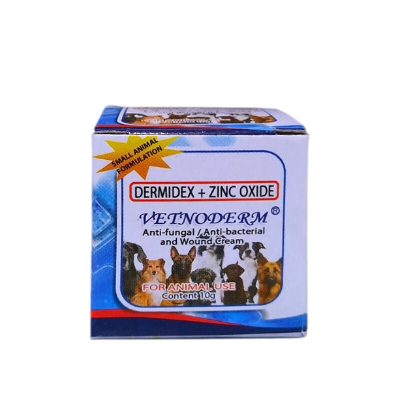 SMALL ANIMAL
FORMULATION
DERMIDEX + ZINC OXIDE
VETNODERM®
Anti-fungal / Anti-bacterial
and Wound Cream
FOR ANIMAL USE
Content 10g